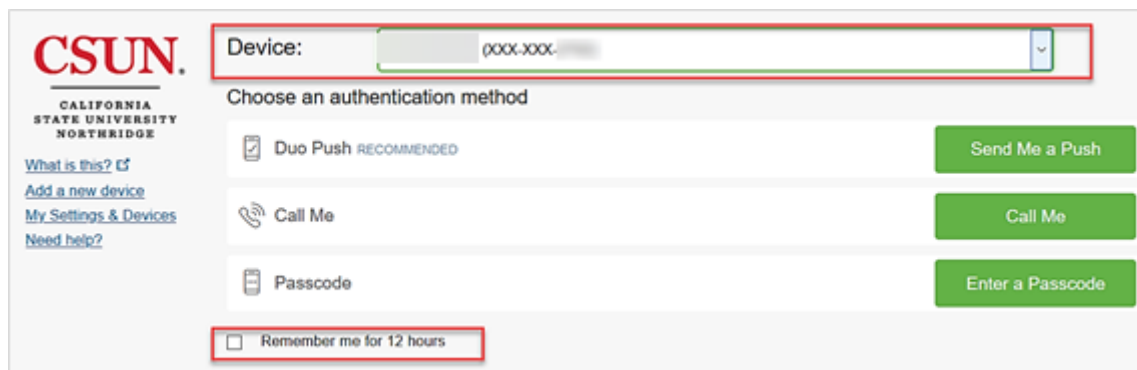 CSUN.
CALIFORNIA
STATE UNIVERSITY
NORTHRIDGE
What is this?
Add a new device
My Settings & Devices
Need help?
Device: (XXX-XXX-
Choose an authentication method
Duo Push RECOMMENDED Send Me a Push
Call Me Call Me
Passcode Enter a Passcode
Remember me for 12 hours